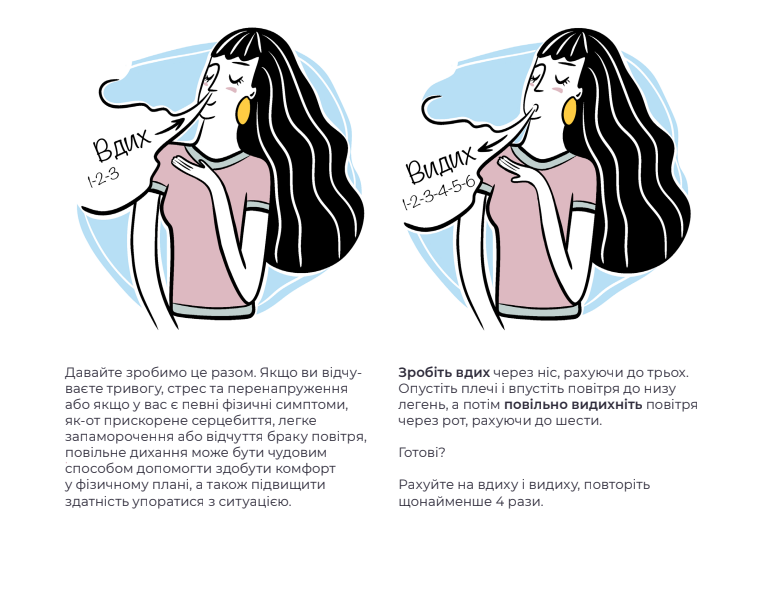 Вдих
1-2-3
Видих
1-2-3-4-5-6
Давайте зробимо це разом. Якщо ви відчу-
ваєте тривогу, стрес та перенапруження
або якщо у вас є певні фізичні симптоми,
як-от прискорене серцебиття, легке
запаморочення або відчуття браку повітря,
повільне дихання може бути чудовим
способом допомогти здобути комфорт
у фізичному плані, а також підвищити
здатність упоратися з ситуацією.
Зробіть вдих через ніс, рахуючи до трьох.
Опустіть плечі і впустіть повітря до низу
легень, а потім повільно видихніть повітря
через рот, рахуючи до шести.
Готові?
Рахуйте на вдиху і видиху, повторіть
щонайменше 4 рази.